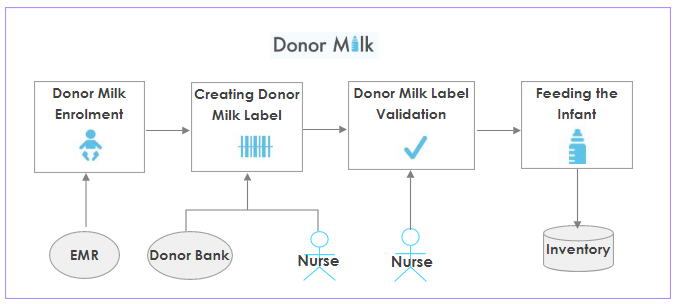 Donor Milk
Donor Milk
Enrolment
Creating Donor
Milk Label
Donor Milk Label
Validation
Feeding the
Infant
EMR
Donor Bank
Nurse
Nurse
Inventory